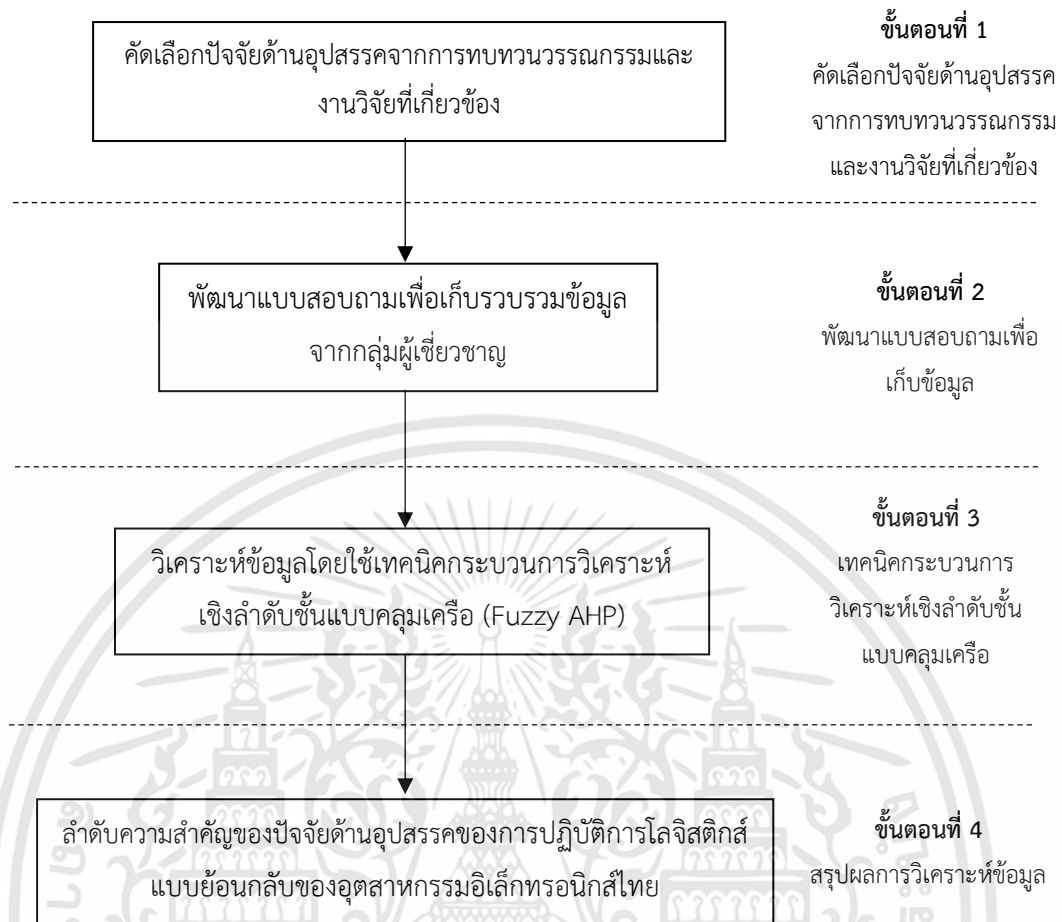 คัดเลือกปัจจัยด้านอุปสรรคจากการทบทวนวรรณกรรมและ
งานวิจัยที่เกี่ยวข้อง
ขั้นตอนที่ 1
คัดเลือกปัจจัยด้านอุปสรรค
จากการทบทวนวรรณกรรม
และงานวิจัยที่เกี่ยวข้อง
พัฒนาแบบสอบถามเพื่อเก็บรวบรวมข้อมูล
จากกลุ่มผู้เชี่ยวชาญ
ขั้นตอนที่ 2
พัฒนาแบบสอบถามเพื่อ
เก็บข้อมูล
วิเคราะห์ข้อมูลโดยใช้เทคนิคกระบวนการวิเคราะห์
เชิงลำดับชั้นแบบคลุมเครือ (Fuzzy AHP)
ขั้นตอนที่ 3
เทคนิคกระบวนการ
วิเคราะห์เชิงลำดับชั้น
แบบคลุมเครือ
ลำดับความสำคัญของปัจจัยด้านอุปสรรคของการปฏิบัติการโลจิสติกส์
แบบย้อนกลับของอุตสาหกรรมอิเล็กทรอนิกส์ไทย
ขั้นตอนที่ 4
สรุปผลการวิเคราะห์ข้อมูล